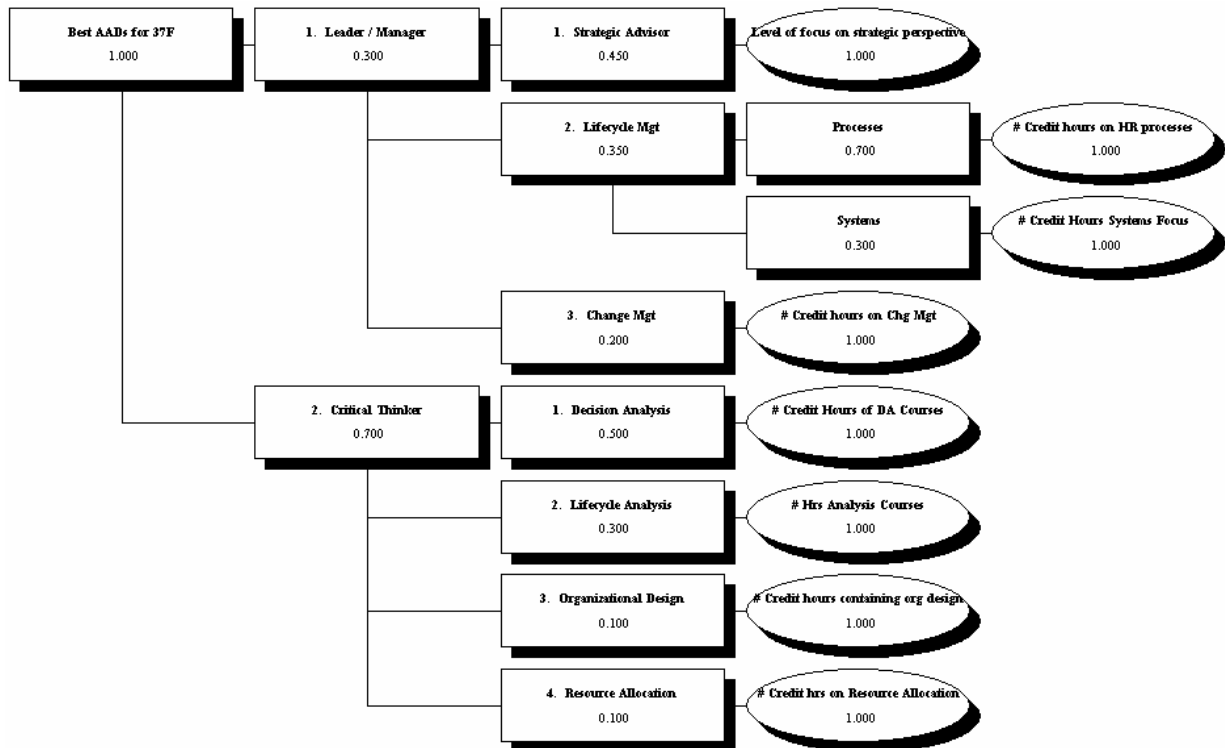 Best AADs for 37F
1.000
1. Leader / Manager
0.300
1. Strategic Advisor
0.450
Level of focus on strategic perspective
1.000
2. Lifecycle Mgt
0.350
Processes
0.700
# Credit hours on HR processes
1.000
Systems
0.300
# Credit Hours Systems Focus
1.000
3. Change Mgt
0.200
# Credit hours on Chg Mgt
1.000
2. Critical Thinker
0.700
1. Decision Analysis
0.500
# Credit Hours of DA Courses
1.000
2. Lifecycle Analysis
0.300
# Hrs Analysis Courses
1.000
3. Organizational Design
0.100
# Credit hours containing org design
1.000
4. Resource Allocation
0.100
# Credit hrs on Resource Allocation
1.000